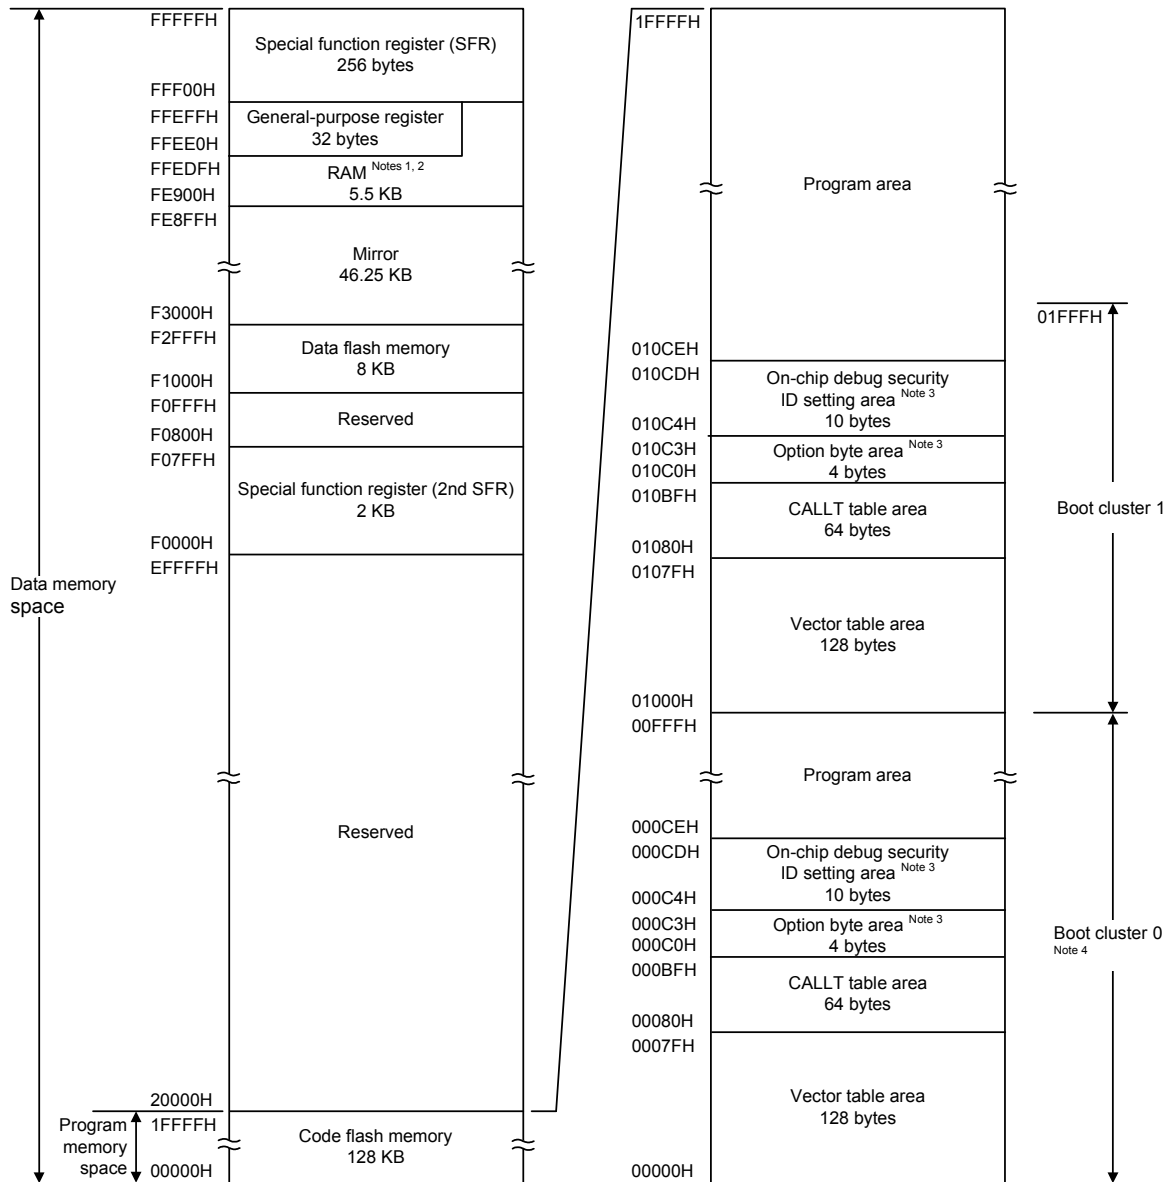 FFFFFH
Special function register (SFR)
256 bytes
FFF00H
FFEFFH
General-purpose register
32 bytes
FFEE0H
FFEDFH
RAM Notes 1, 2
5.5 KB
FE900H
FE8FFH
Mirror
46.25 KB
F3000H
F2FFFH
Data flash memory
8 KB
F1000H
F0FFFH
Reserved
F0800H
F07FFH
Special function register (2nd SFR)
2 KB
F0000H
EFFFFH
Data memory
space
Reserved
20000H
1FFFFH
Program
memory
space
Code flash memory
128 KB
00000H
1FFFFH
Program area
01FFFH
010CEH
010CDH
On-chip debug security
ID setting area Note 3
10 bytes
010C4H
010C3H
Option byte area Note 3
4 bytes
010C0H
010BFH
CALLT table area
64 bytes
01080H
0107FH
Vector table area
128 bytes
01000H
Boot cluster 1
00FFFH
Program area
000CEH
000CDH
On-chip debug security
ID setting area Note 3
10 bytes
000C4H
000C3H
Option byte area Note 3
4 bytes
000C0H
000BFH
CALLT table area
64 bytes
00080H
0007FH
Vector table area
128 bytes
00000H
Boot cluster 0
Note 4